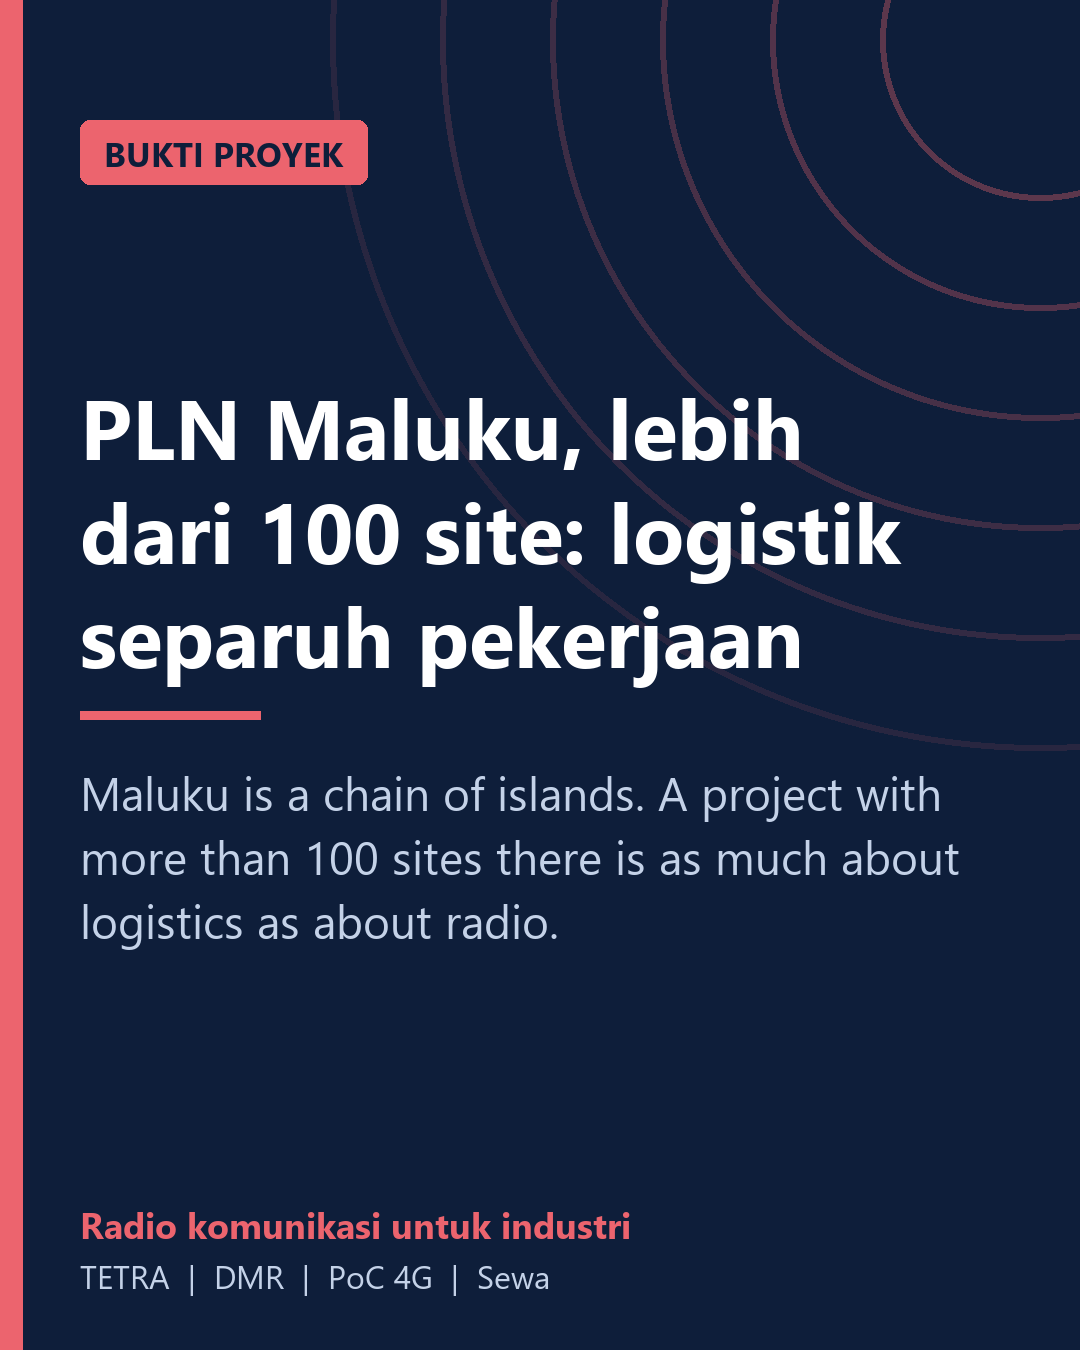 BUKTI PROYEK
PLN Maluku, lebih
dari 100 site: logistik
separuh pekerjaan
Maluku is a chain of islands. A project with
more than 100 sites there is as much about
logistics as about radio.
Radio komunikasi untuk industri
TETRA | DMR | PoC 4G | Sewa